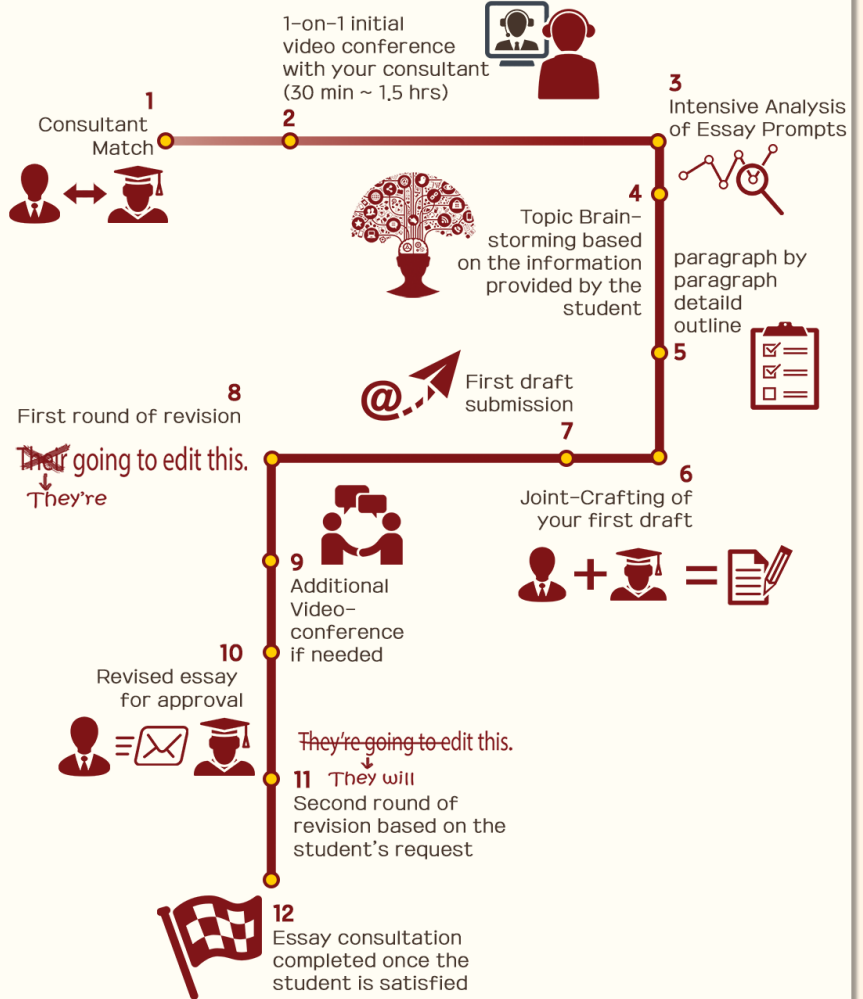 1
Consultant
Match
2
1-on-1 initial
video conference
with your consultant
(30 min ~ 1.5 hrs)
3
Intensive Analysis
of Essay Prompts
4
Topic Brain-
storming based
on the information
provided by the
student
paragraph by
paragraph
detaild
outline
5
6
Joint-Crafting of
your first draft
+
=
7
@
First draft
submission
8
First round of revision
Their going to edit this.
They're
9
Additional
Video-
conference
if needed
10
Revised essay
for approval
They're going to edit this.
They will
11
Second round of
revision based on the
student's request
12
Essay consultation
completed once the
student is satisfied